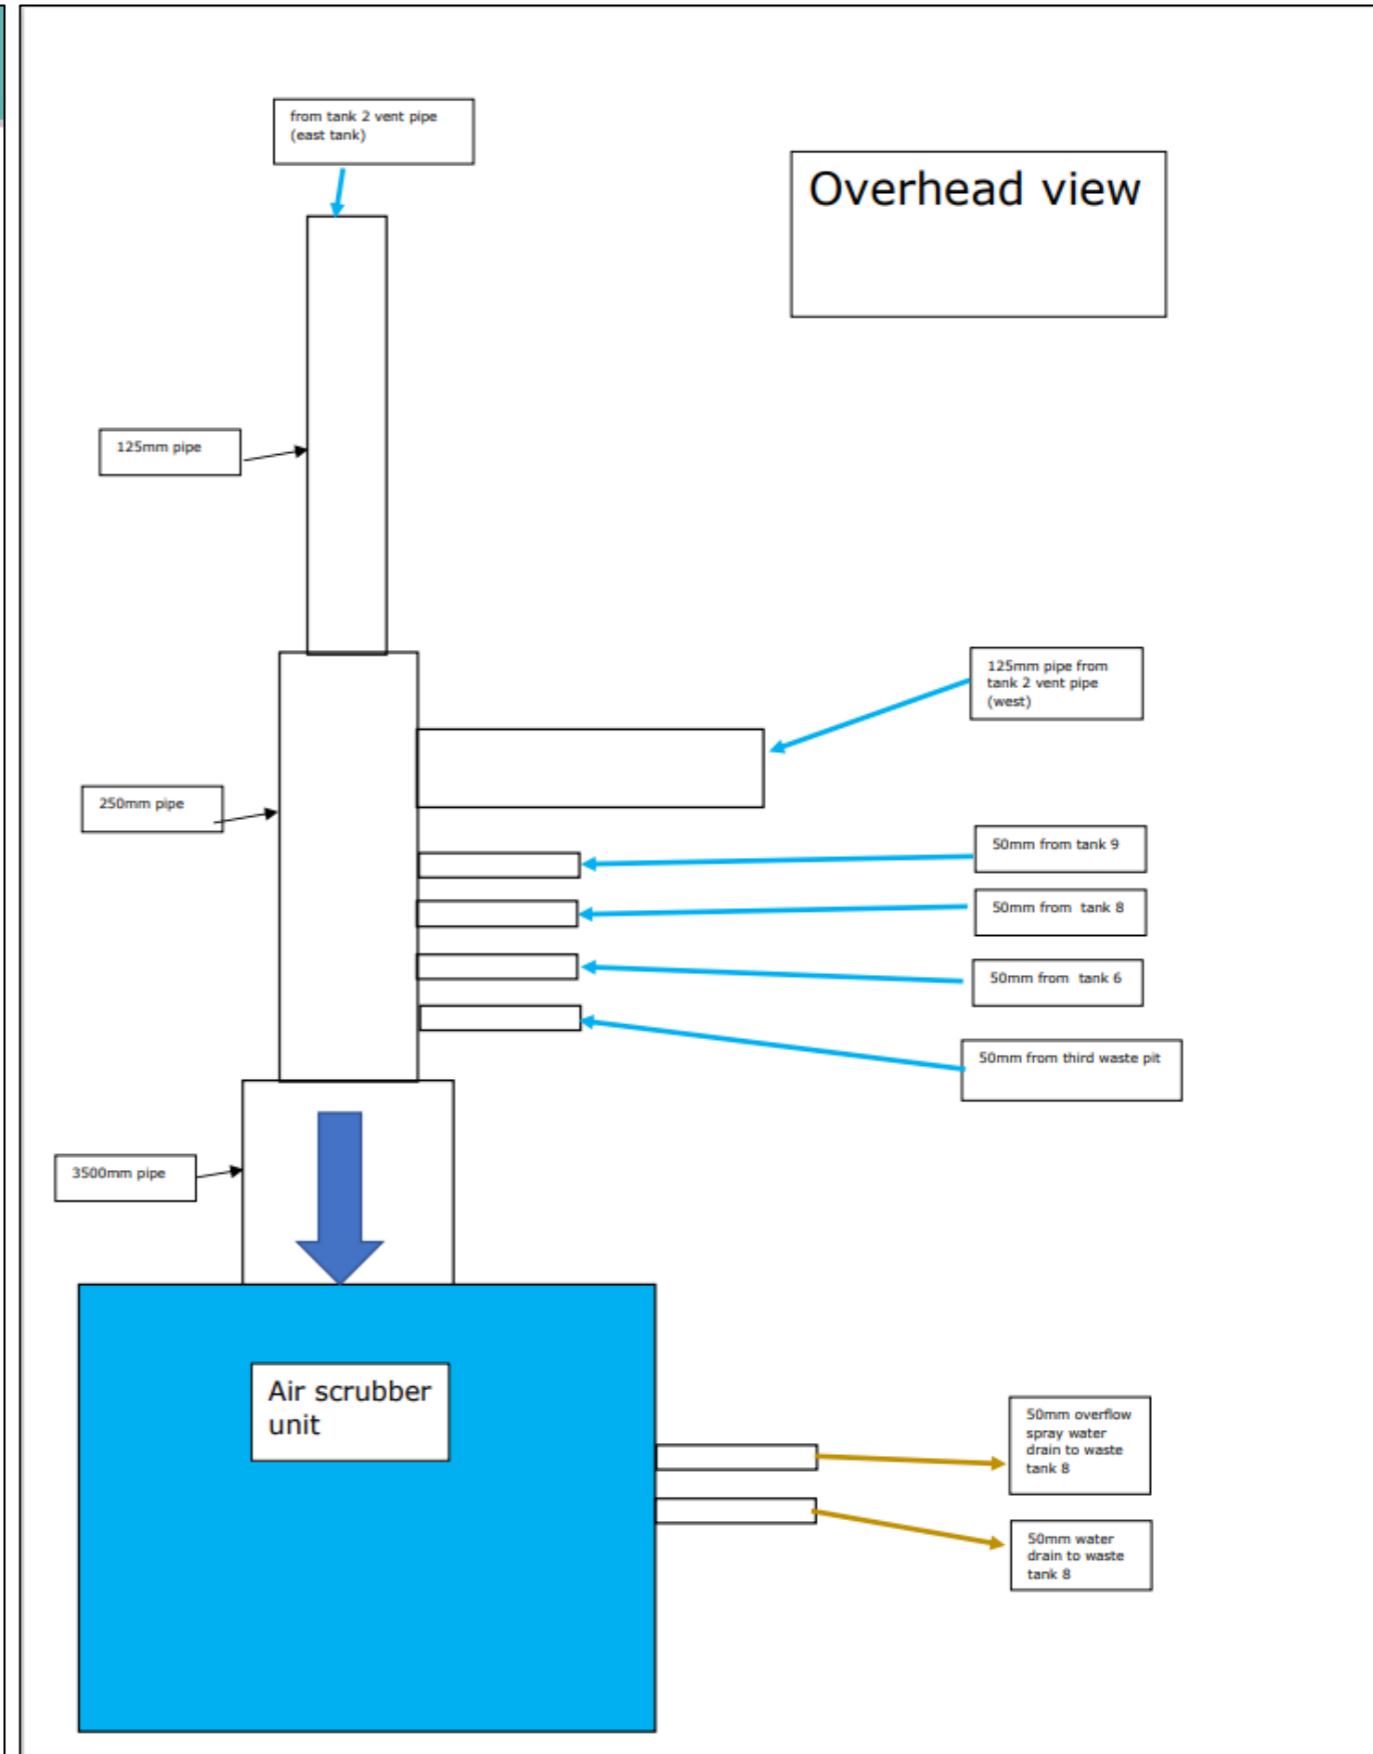 from tank 2 vent pipe
(east tank)
Overhead view
125mm pipe
125mm pipe from
tank 2 vent pipe
(west)
250mm pipe
50mm from tank 9
50mm from  tank 8
50mm from  tank 6
50mm from third waste pit
3500mm pipe
Air scrubber
unit
50mm overflow
spray water
drain to waste
tank 8
50mm water
drain to waste
tank 8